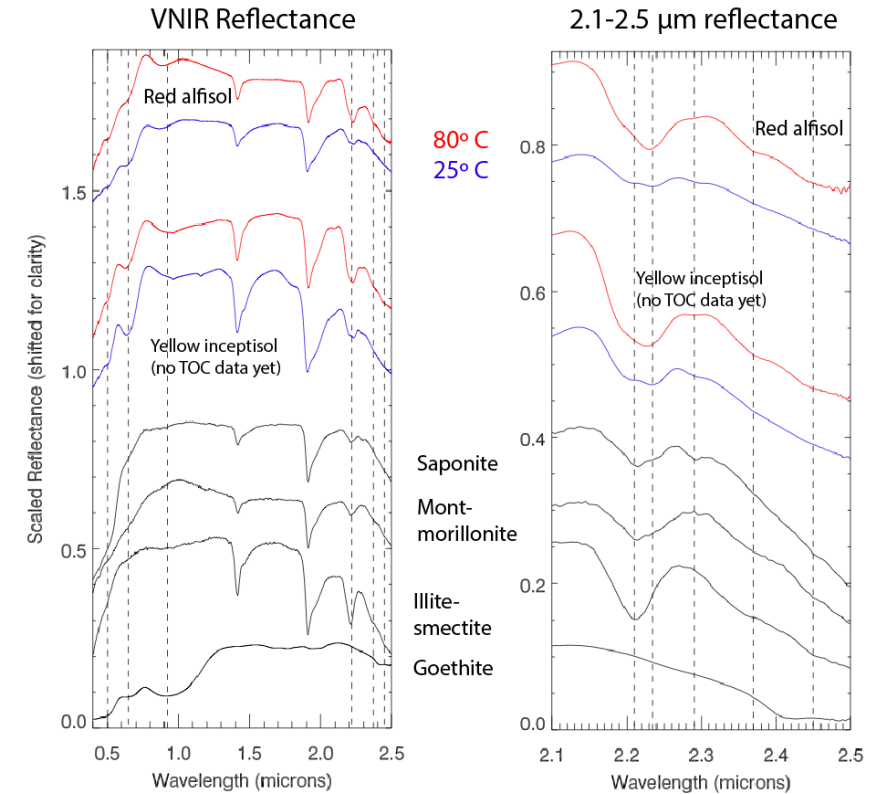 VNIR Reflectance
2.1-2.5 µm reflectance
Red alfisol
80º C
25º C
Red alfisol
Yellow inceptisol
(no TOC data yet)
Yellow inceptisol
(no TOC data yet)
Saponite
Mont-
morillonite
Illite-
smectite
Goethite
Scaled Reflectance (shifted for clarity)
1.5
1.0
0.5
0.0
0.8
0.6
0.4
0.2
0.0
0.5 1.0 1.5 2.0 2.5
2.1 2.2 2.3 2.4 2.5
Wavelength (microns)
Wavelength (microns)